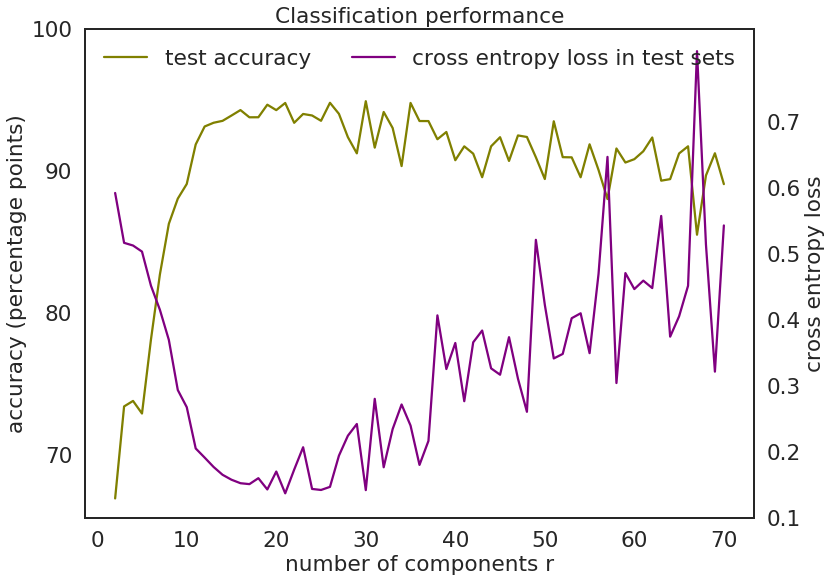 Classification performance
test accuracy
cross entropy loss in test sets
accuracy (percentage points)
100
90
80
70
0.7
0.6
0.5
0.4
0.3
0.2
0.1
cross entropy loss
0 10 20 30 40 50 60 70
number of components r